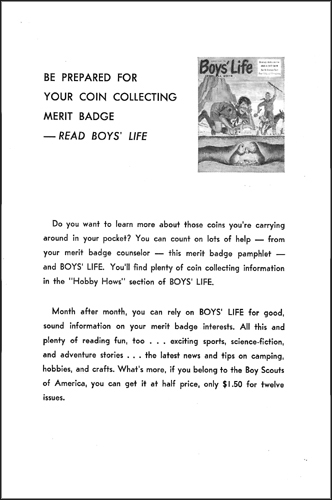 BE PREPARED FOR
YOUR COIN COLLECTING
MERIT BADGE
— READ BOYS' LIFE
Boys' Life
Do you want to learn more about those coins you're carrying
around in your pocket? You can count on lots of help — from
your merit badge counselor — this merit badge pamphlet —
and BOYS' LIFE. You'll find plenty of coin collecting information
in the "Hobby Hows" section of BOYS' LIFE.
Month after month, you can rely on BOYS' LIFE for good,
sound information on your merit badge interests. All this and
plenty of reading fun, too . . . exciting sports, science-fiction,
and adventure stories . . . the latest news and tips on camping,
hobbies, and crafts. What's more, if you belong to the Boy Scouts
of America, you can get it at half price, only $1.50 for twelve
issues.